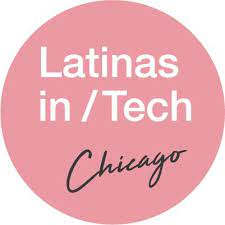 Latinas
in / Tech
Chicago